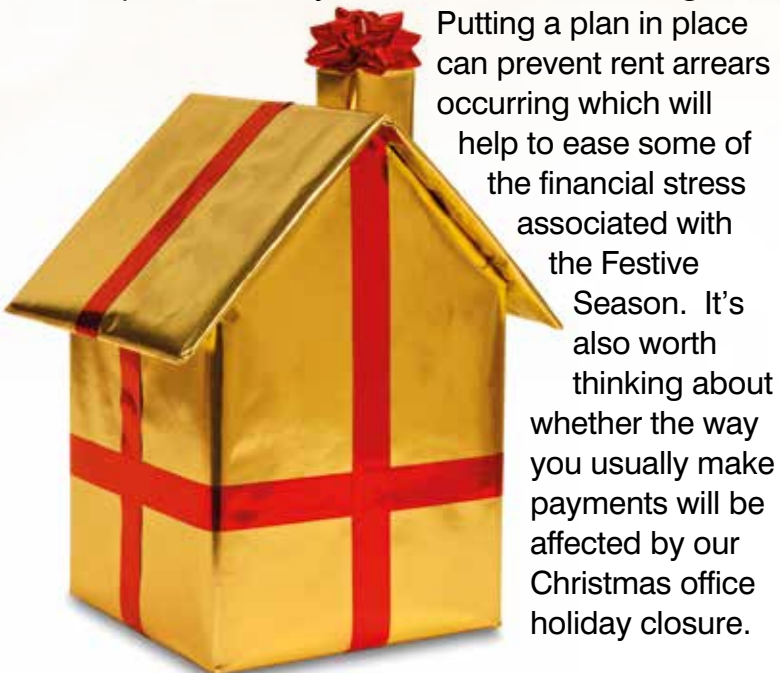 Putting a plan in place
can prevent rent arrears
occurring which will
help to ease some of
the financial stress
associated with
the Festive
Season.  It's
also worth
thinking about
whether the way
you usually make
payments will be
affected by our
Christmas office
holiday closure.